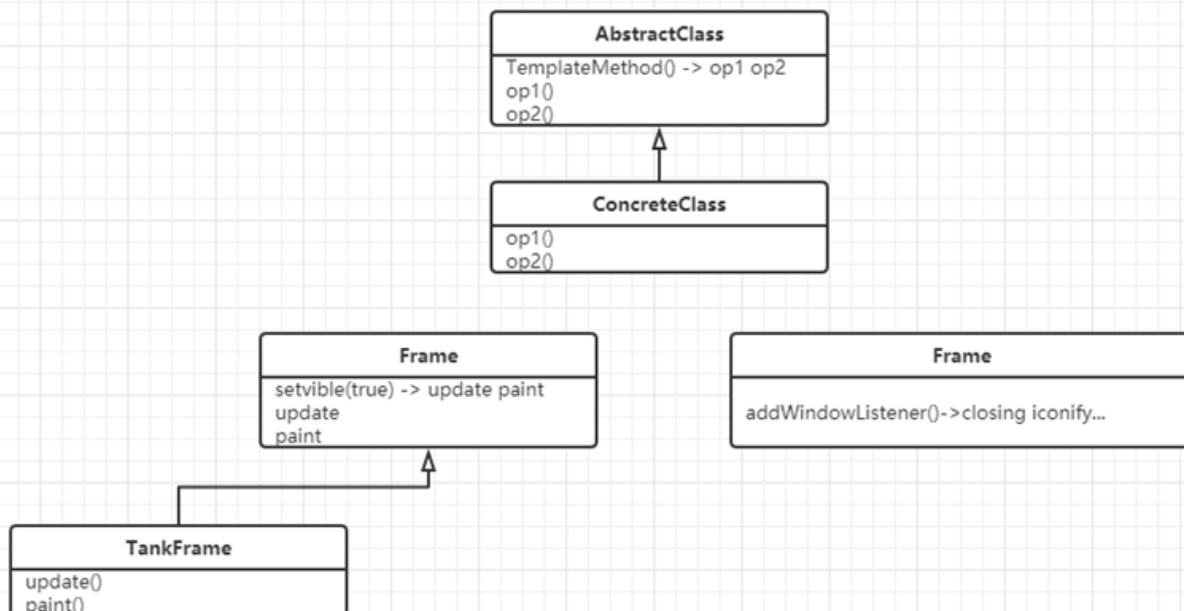 AbstractClass
TemplateMethod() -> op1 op2
op1()
op2()
ConcreteClass
op1()
op2()
Frame
setvible(true) -> update paint
update
paint
Frame
addWindowListener()->closing iconify...
TankFrame
update()
paint()